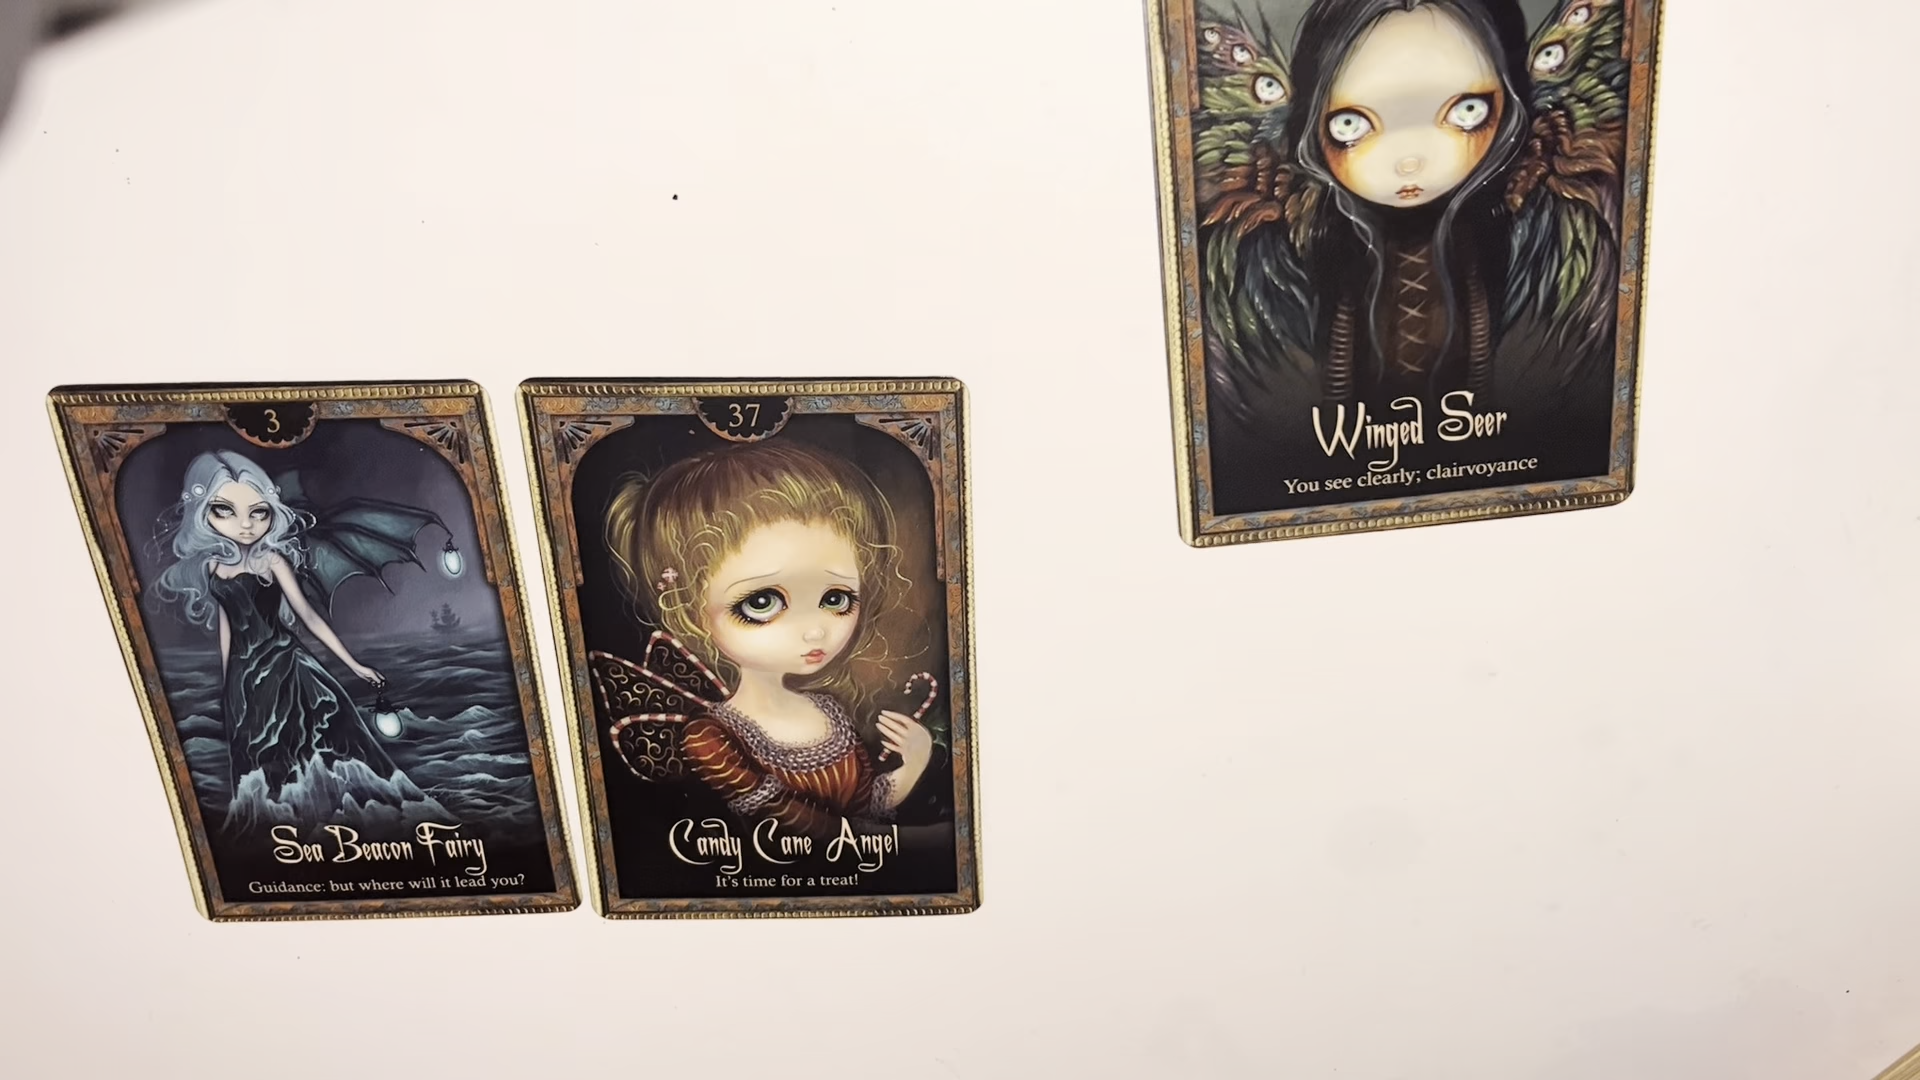 3
Sea Beacon Fairy
Guidance: but where will it lead you?
37
Candy Cane Angel
It's time for a treat!
Winged Seer
You see clearly; clairvoyance